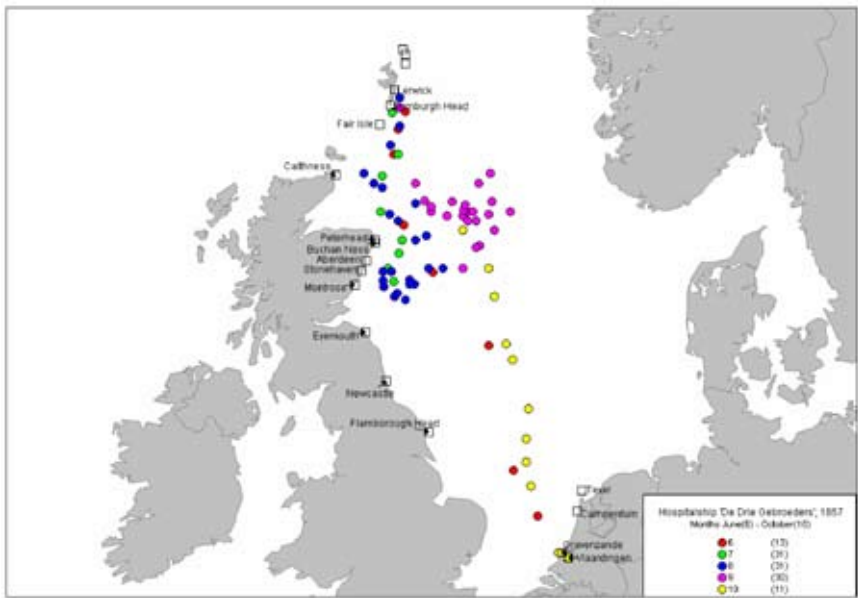 Lerwick
Sumburgh Head
Fair Isle
Caithness
Peterhead
Buchan Ness
Aberdeen
Stonehaven
Montrose
Eyemouth
Newcastle
Flamborough Head
Texel
Camperduin
Gravenzande
Vlaardingen
Hospitalship 'De Drie Gebroeders', 1857
Months June(6) - October(10)
6 (13)
7 (31)
8 (31)
9 (30)
10 (11)